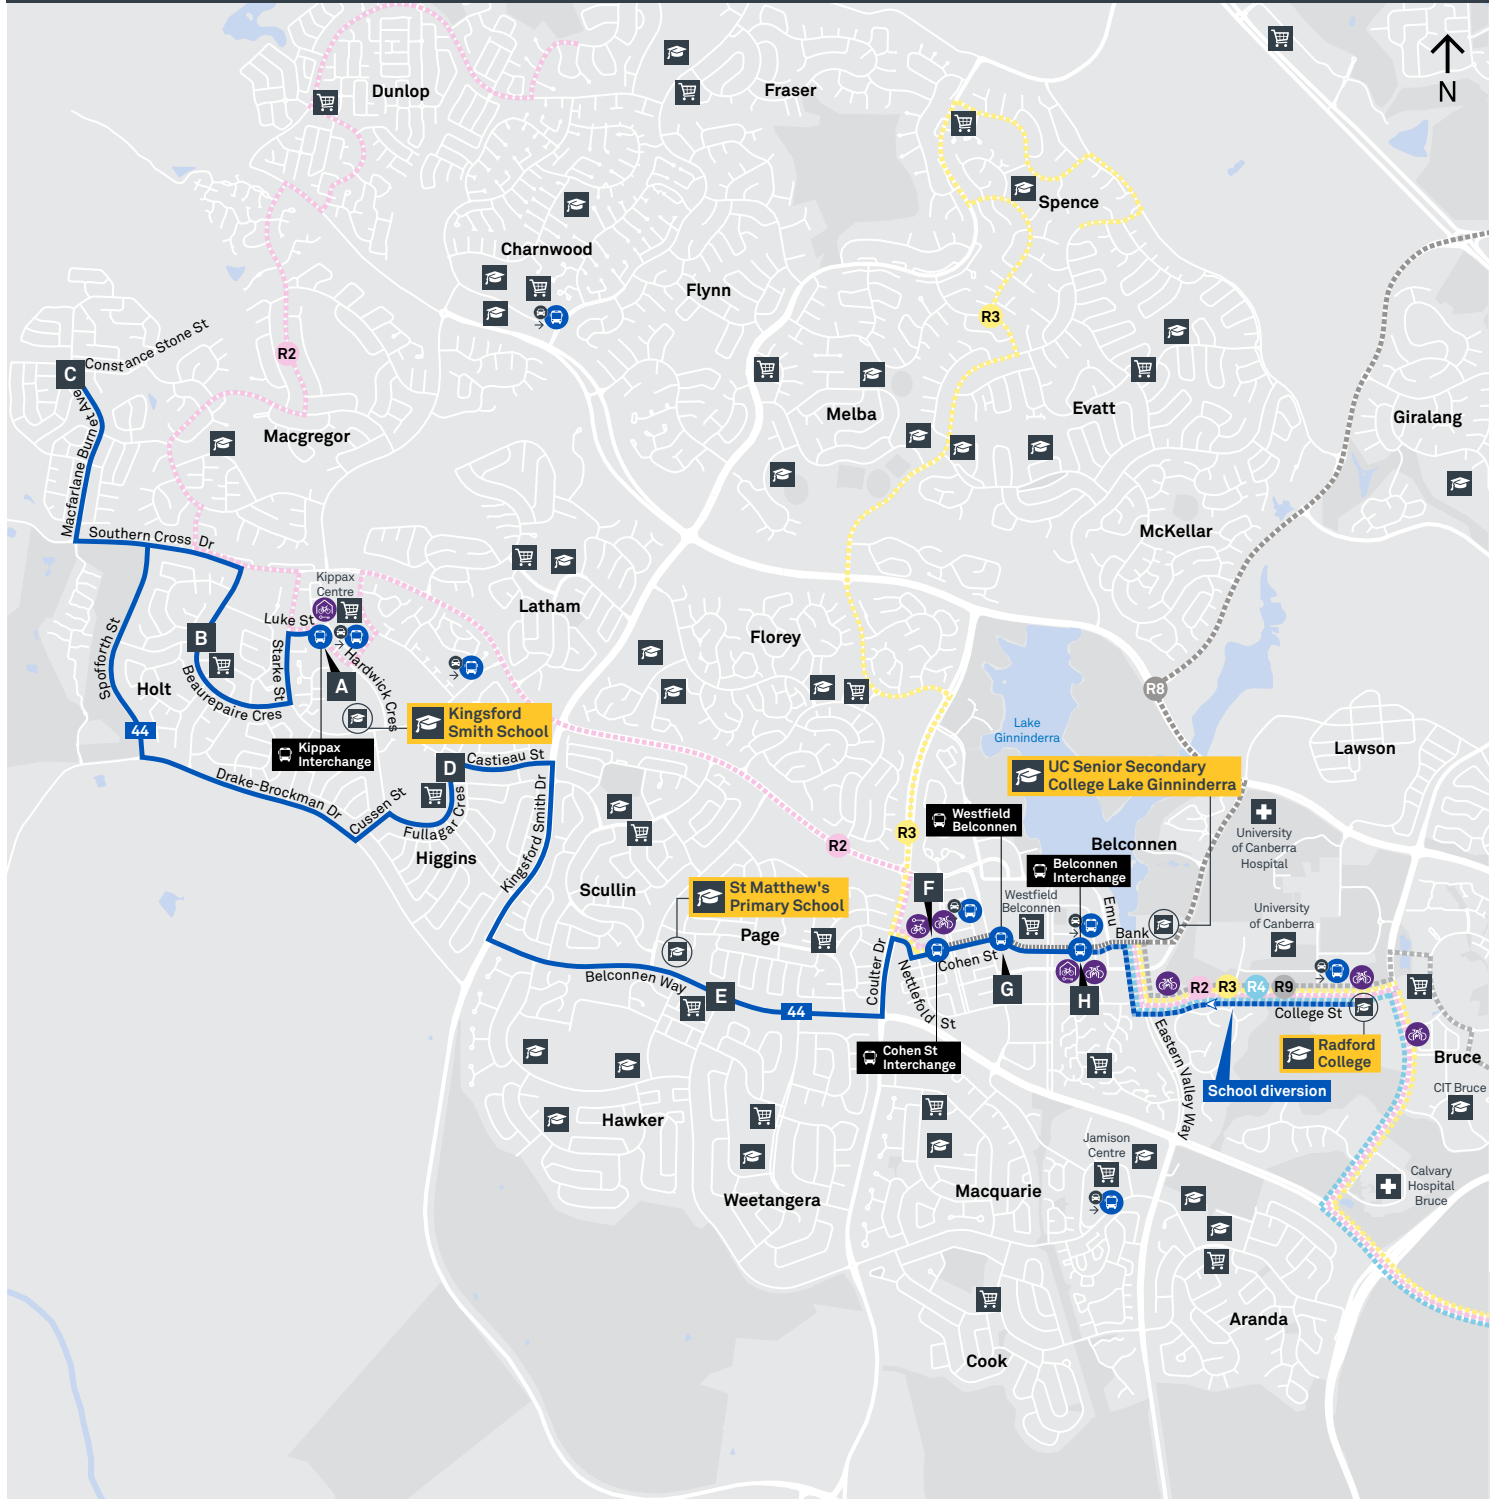 N
Dunlop
Fraser
Spence
Charnwood
Flynn
R3
Constance Stone St
C
R2
Macfarlane Burnet Ave
Melba
Evatt
Giralang
Macgregor
McKellar
Southern Cross Dr
Kippax
Centre
Latham
Luke St
B
Florey
Spofforth St
Starke St
Hardwick Cres
A
Holt
Beaurepaire Cres
R8
44
Kingsford
Smith School
Lake
Ginninderra
Lawson
Kippax
Interchange
D
Castieau St
UC Senior Secondary
College Lake Ginninderra
Drake-Brockman Dr
Cussen St
Fullagar Cres
Kingsford Smith Dr
Higgins
Westfield
Belconnen
R3
R2
Belconnen
University
of Canberra
Hospital
Belconnen
Interchange
Scullin
St Matthew's
Primary School
F
Westfield
Belconnen
Emu
Bank
University
of Canberra
Page
Coulter Dr
Nettlefold St
Cohen St
Belconnen Way
E
44
G
H
R2
R3
R4
R9
College St
Eastern Valley Way
Cohen St
Interchange
Radford
College
Bruce
School diversion
CIT Bruce
Hawker
Jamison
Centre
Weetangera
Macquarie
Calvary
Hospital
Bruce
Aranda
Cook